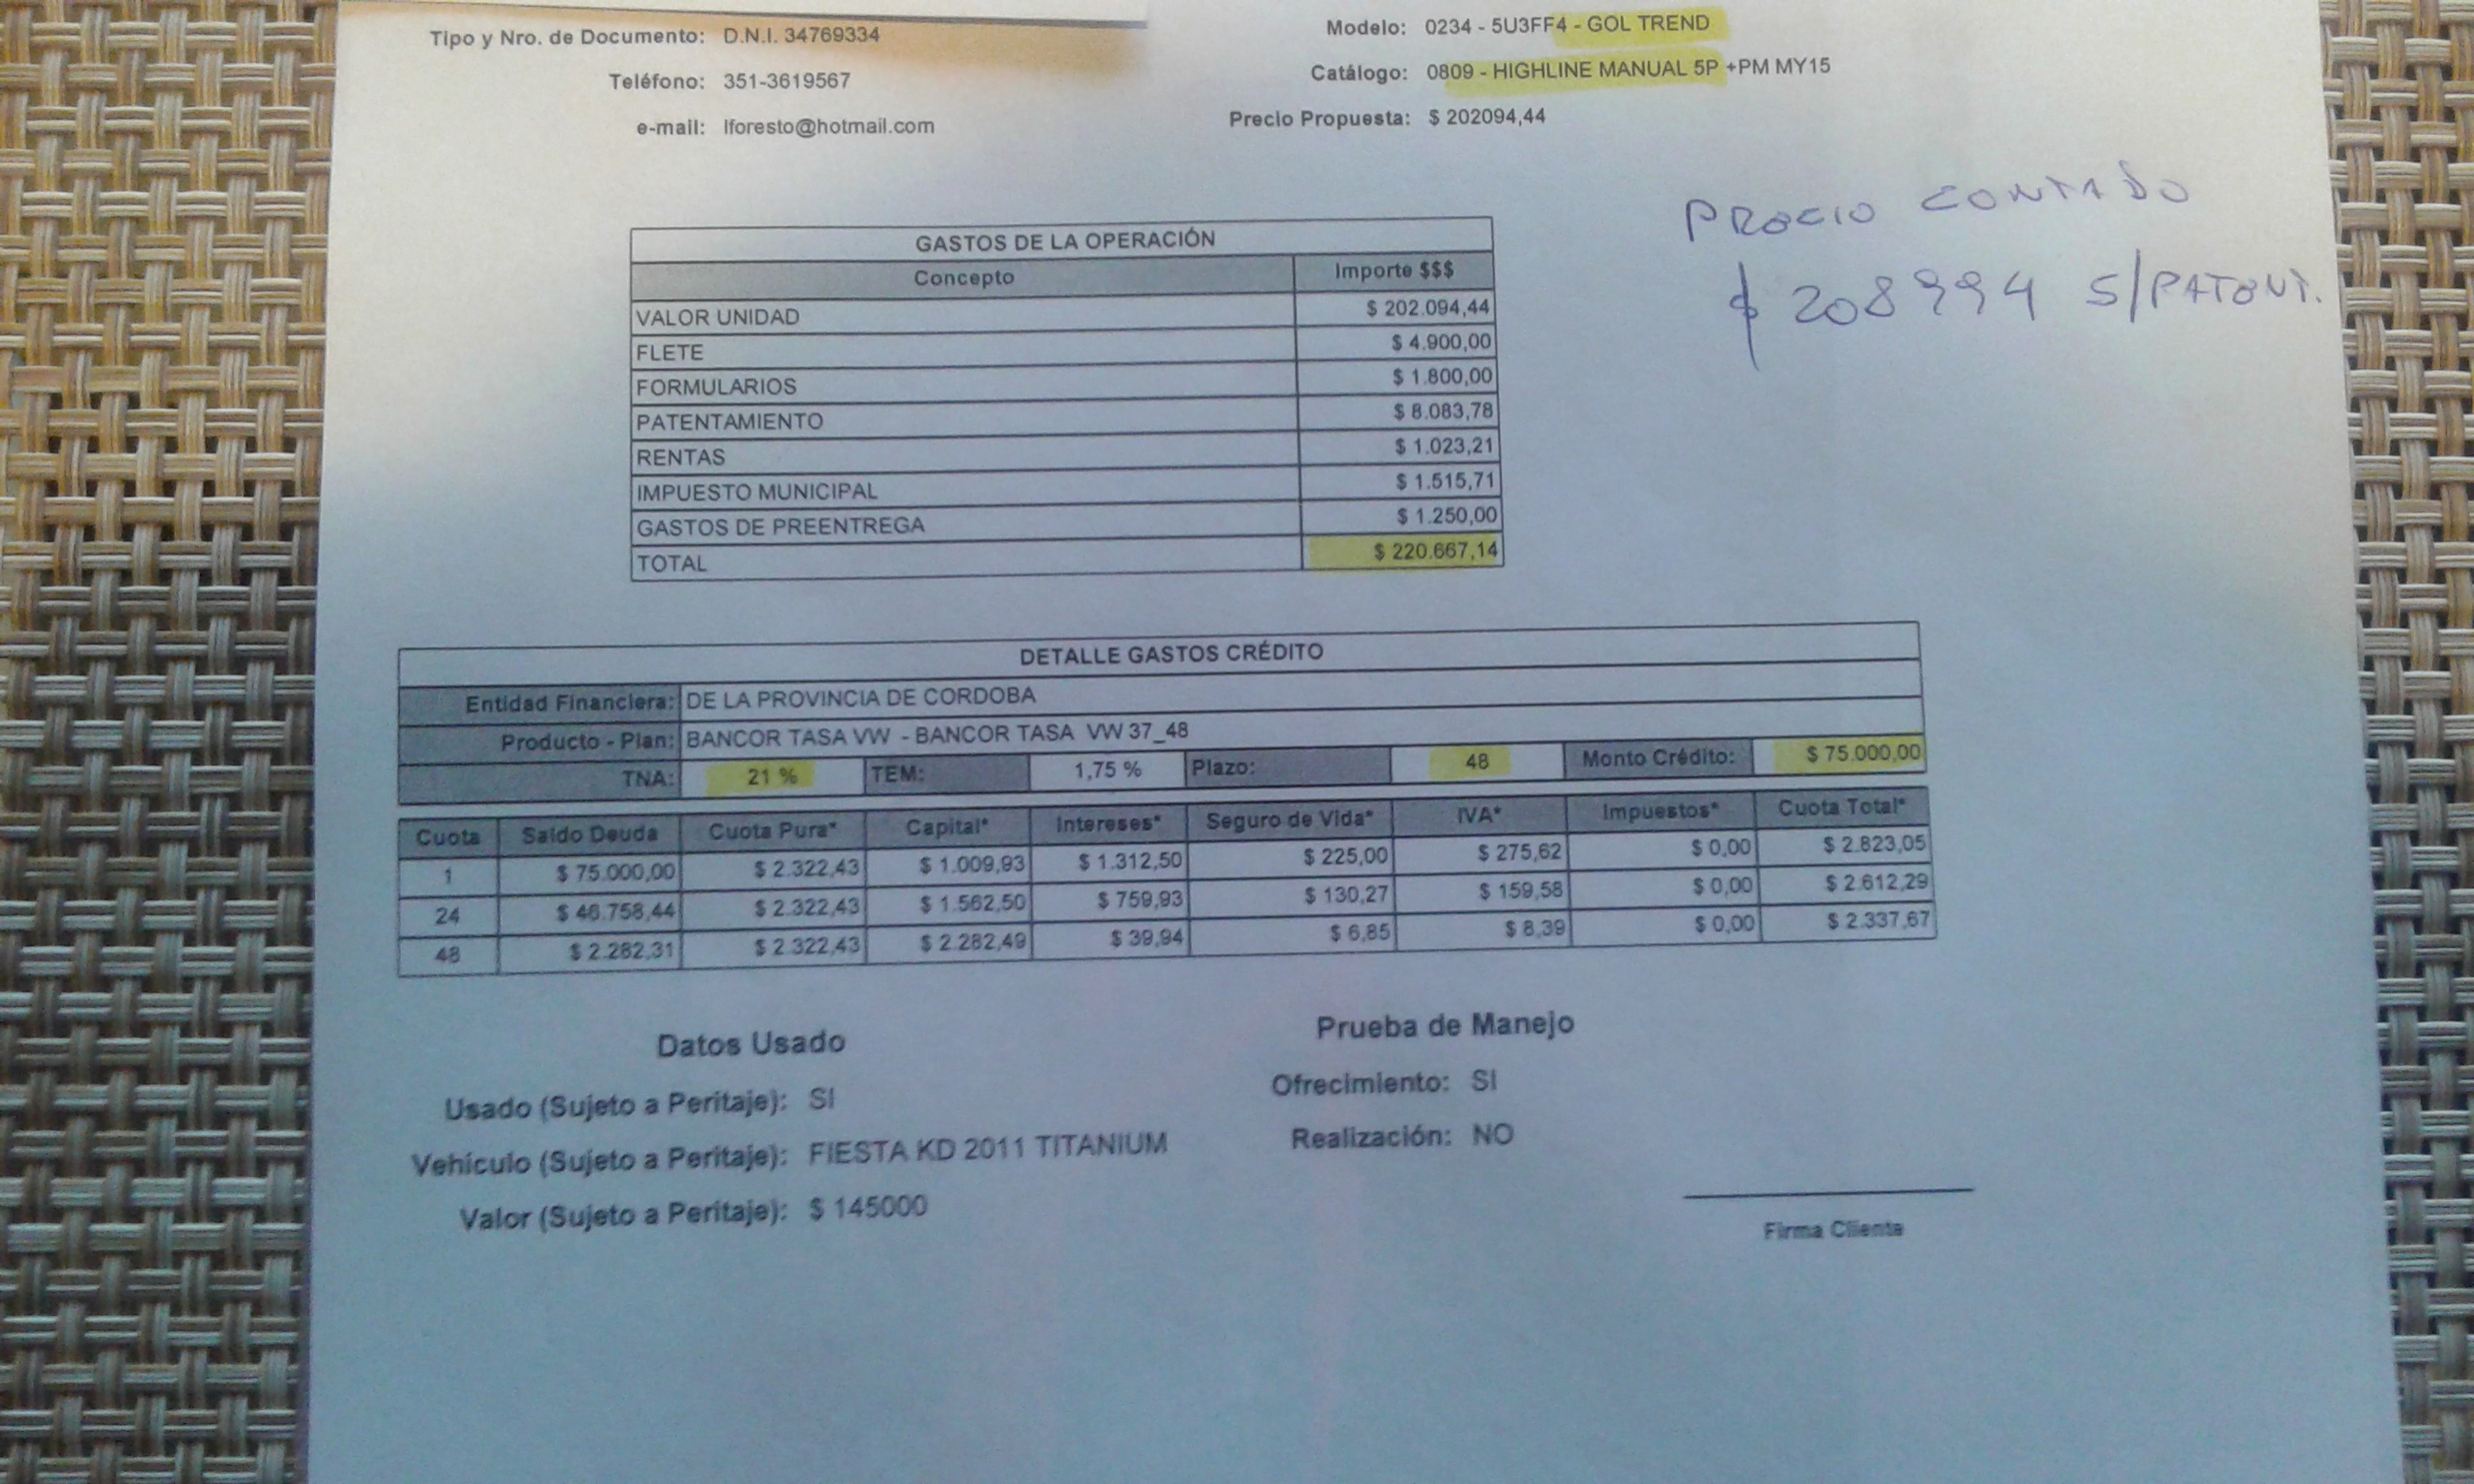 Tipo y Nro. de Documento: D.N.I. 34769334
Teléfono: 351-3619567
e-mail: lforesto@hotmail.com
Modelo: 0234 - 5U3FF4 - GOL TREND
Catálogo: 0809 - HIGHLINE MANUAL 5P +PM MY15
Precio Propuesta: $ 202094,44
PRECIO CONTADO
$ 208994 S/PATENT.
GASTOS DE LA OPERACIÓN
Concepto Importe $$$
VALOR UNIDAD $ 202.094,44
FLETE $ 4.900,00
FORMULARIOS $ 1.800,00
PATENTAMIENTO $ 8.083,78
RENTAS $ 1.023,21
IMPUESTO MUNICIPAL $ 1.515,71
GASTOS DE PREENTREGA $ 1.250,00
TOTAL $ 220.667,14
DETALLE GASTOS CRÉDITO
Entidad Financiera: DE LA PROVINCIA DE CORDOBA
Producto - Plan: BANCOR TASA VW - BANCOR TASA VW 37_48
TNA: 21 % TEM: 1,75 % Plazo: 48 Monto Crédito: $ 75.000,00
Cuota Saldo Deuda Cuota Pura* Capital* Intereses* Seguro de Vida* IVA* Impuestos* Cuota Total*
1 $ 75.000,00 $ 2.322,43 $ 1.009,93 $ 1.312,50 $ 225,00 $ 275,62 $ 0,00 $ 2.823,05
24 $ 46.758,44 $ 2.322,43 $ 1.562,50 $ 759,93 $ 130,27 $ 159,58 $ 0,00 $ 2.612,29
48 $ 2.282,31 $ 2.322,43 $ 2.282,49 $ 39,94 $ 6,85 $ 8,39 $ 0,00 $ 2.337,67
Datos Usado
Usado (Sujeto a Peritaje): SI
Vehículo (Sujeto a Peritaje): FIESTA KD 2011 TITANIUM
Valor (Sujeto a Peritaje): $ 145000
Prueba de Manejo
Ofrecimiento: SI
Realización: NO
Firma Cliente